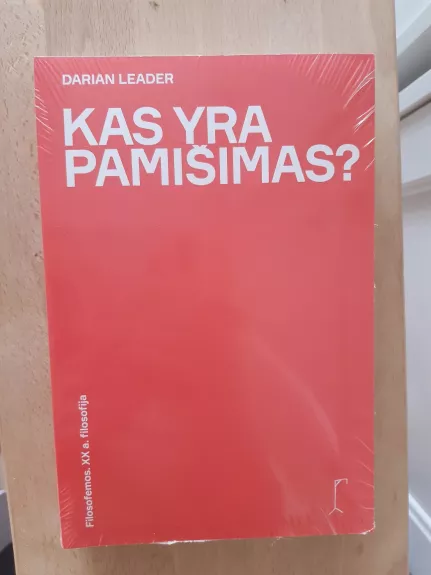 DARIAN LEADER
KAS YRA
PAMIŠIMAS?
Filosofemos. XX a. filosofija